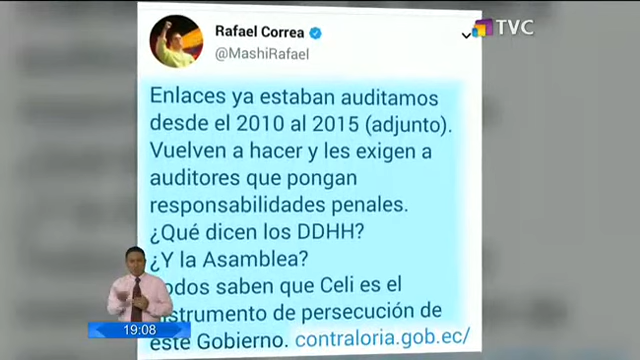 Rafael Correa
@MashiRafael
TVC
Enlaces ya estaban auditamos
desde el 2010 al 2015 (adjunto).
Vuelven a hacer y les exigen a
auditores que pongan
responsabilidades penales.
¿Qué dicen los DDHH?
¿Y la Asamblea?
odos saben que Celi es el
strumento de persecución de
este Gobierno. contraloria.gob.ec/
19:08